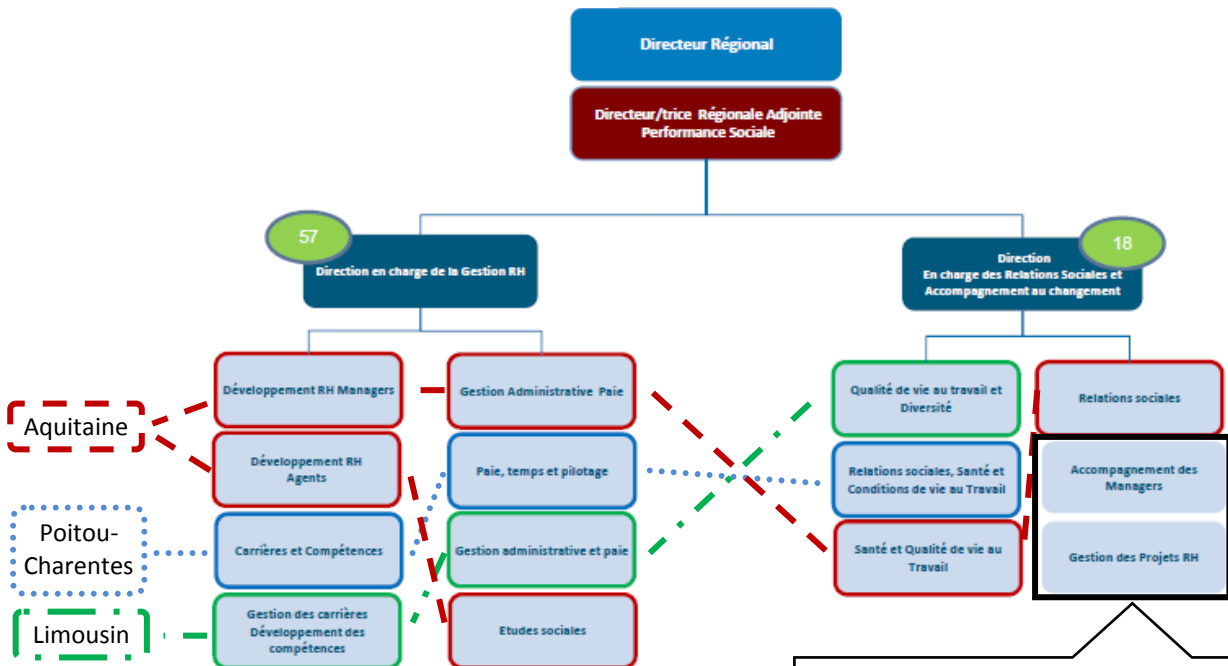 Directeur Régional
Directeur/trice Régionale Adjointe
Performance Sociale
57
Direction en charge de la Gestion RH
18
Direction
En charge des Relations Sociales et
Accompagnement au changement
Aquitaine
Poitou-
Charentes
Limousin
Développement RH Managers
Développement RH
Agents
Carrières et Compétences
Gestion des carrières
Développement des
compétences
Gestion Administrative Paie
Paie, temps et pilotage
Gestion administrative et paie
Etudes sociales
Qualité de vie au travail et
Diversité
Relations sociales, Santé et
Conditions de vie au Travail
Santé et Qualité de vie au
Travail
Relations sociales
Accompagnement des
Managers
Gestion des Projets RH